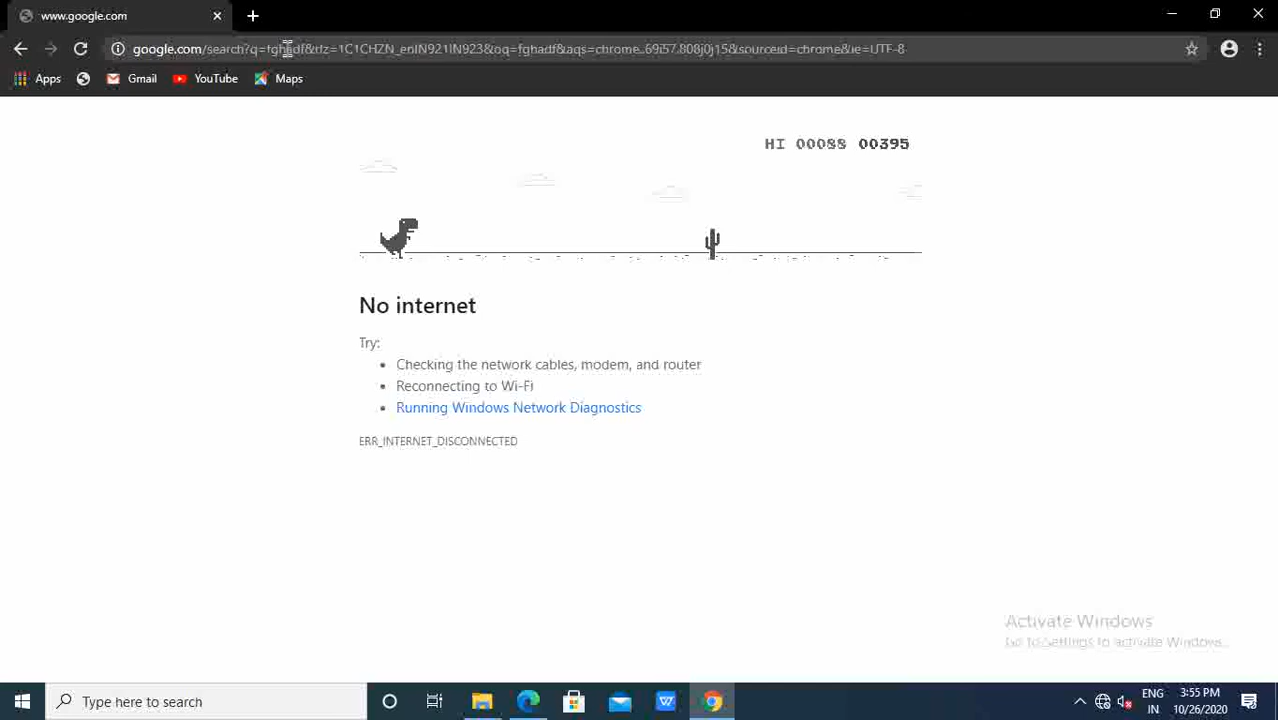 www.google.com
google.com/search?q=fghadf&rlz=1C1CHZN_enIN921IN923&oq=fghadf&aqs=chrome..69i57.808j0j15&sourceid=chrome&ie=UTF-8
Apps Gmail YouTube Maps
HI 00088 00395
No internet
Try:
Checking the network cables, modem, and router
Reconnecting to Wi-Fi
Running Windows Network Diagnostics
ERR_INTERNET_DISCONNECTED
Activate Windows
Go to Settings to activate Windows.
Type here to search
ENG 3:55 PM
IN 10/26/2020